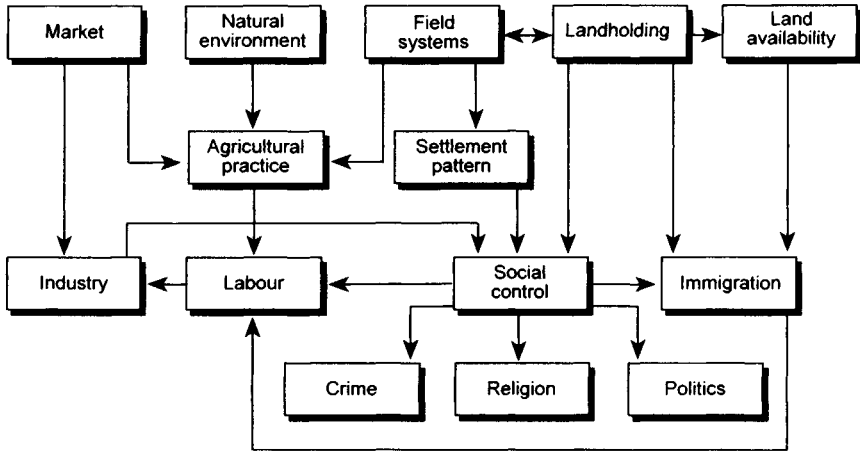 Market
Natural
environment
Field
systems
Landholding
Land
availability
Agricultural
practice
Settlement
pattern
Industry
Labour
Social
control
Immigration
Crime
Religion
Politics